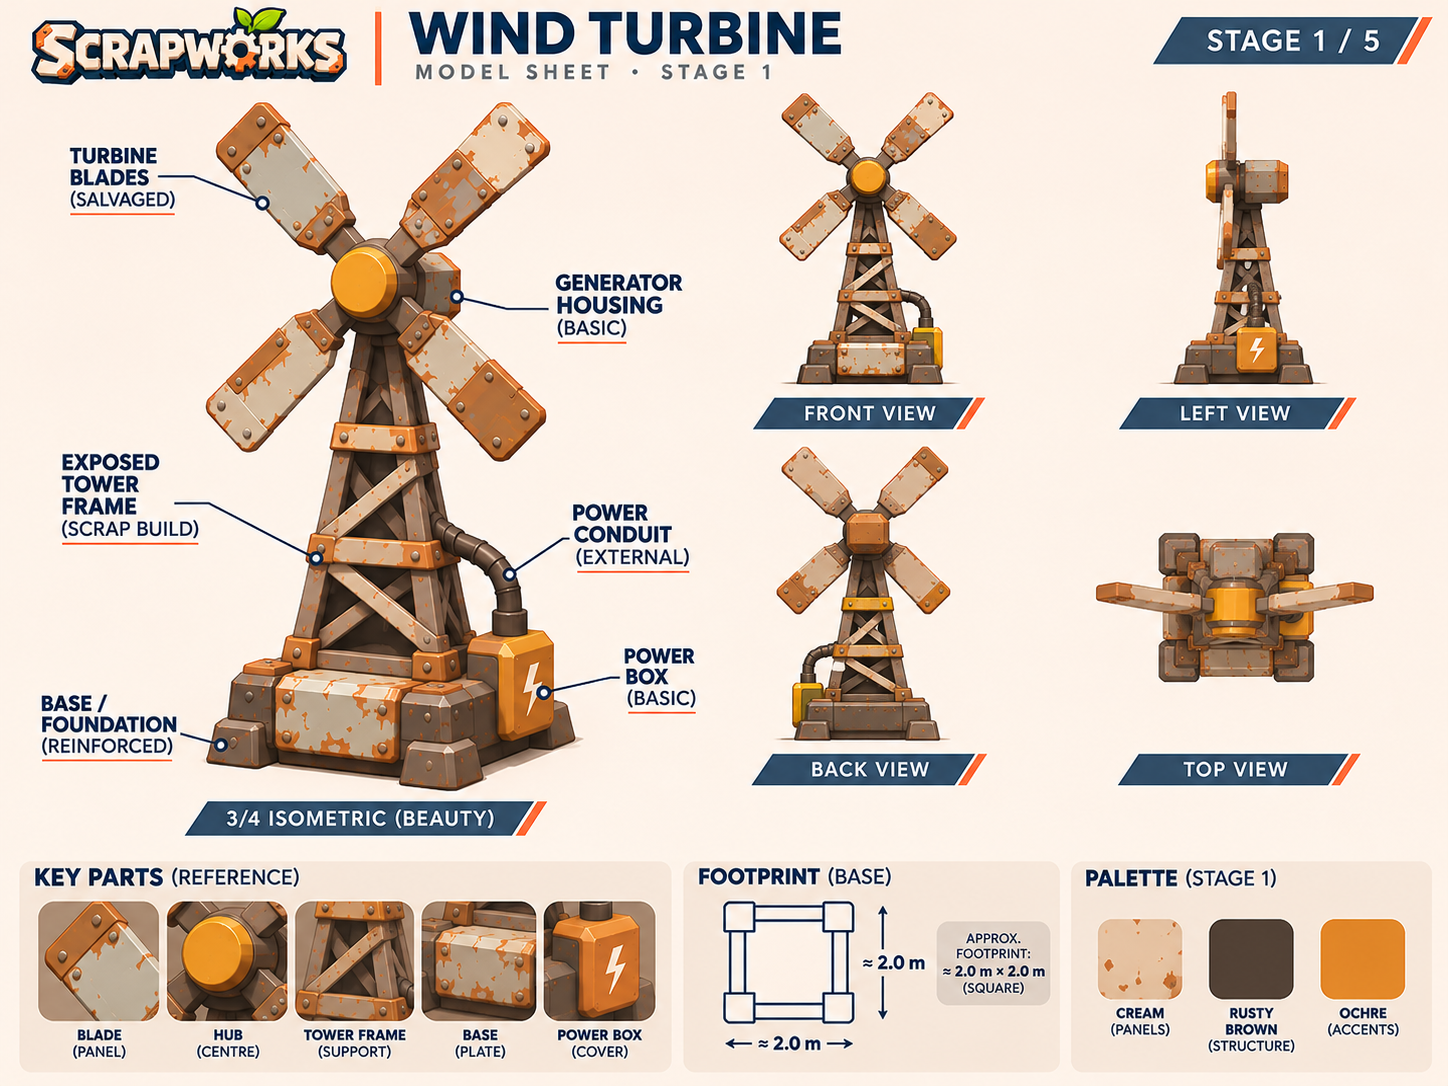 SCRAPWORKS
WIND TURBINE
MODEL SHEET • STAGE 1
STAGE 1 / 5
TURBINE
BLADES
(SALVAGED)
GENERATOR
HOUSING
(BASIC)
EXPOSED
TOWER
FRAME
(SCRAP BUILD)
POWER
CONDUIT
(EXTERNAL)
POWER
BOX
(BASIC)
BASE /
FOUNDATION
(REINFORCED)
3/4 ISOMETRIC (BEAUTY)
FRONT VIEW
LEFT VIEW
BACK VIEW
TOP VIEW
KEY PARTS (REFERENCE)
BLADE
(PANEL)
HUB
(CENTRE)
TOWER FRAME
(SUPPORT)
BASE
(PLATE)
POWER BOX
(COVER)
FOOTPRINT (BASE)
≈ 2.0 m
≈ 2.0 m
APPROX.
FOOTPRINT:
≈ 2.0 m × 2.0 m
(SQUARE)
PALETTE (STAGE 1)
CREAM
(PANELS)
RUSTY
BROWN
(STRUCTURE)
OCHRE
(ACCENTS)